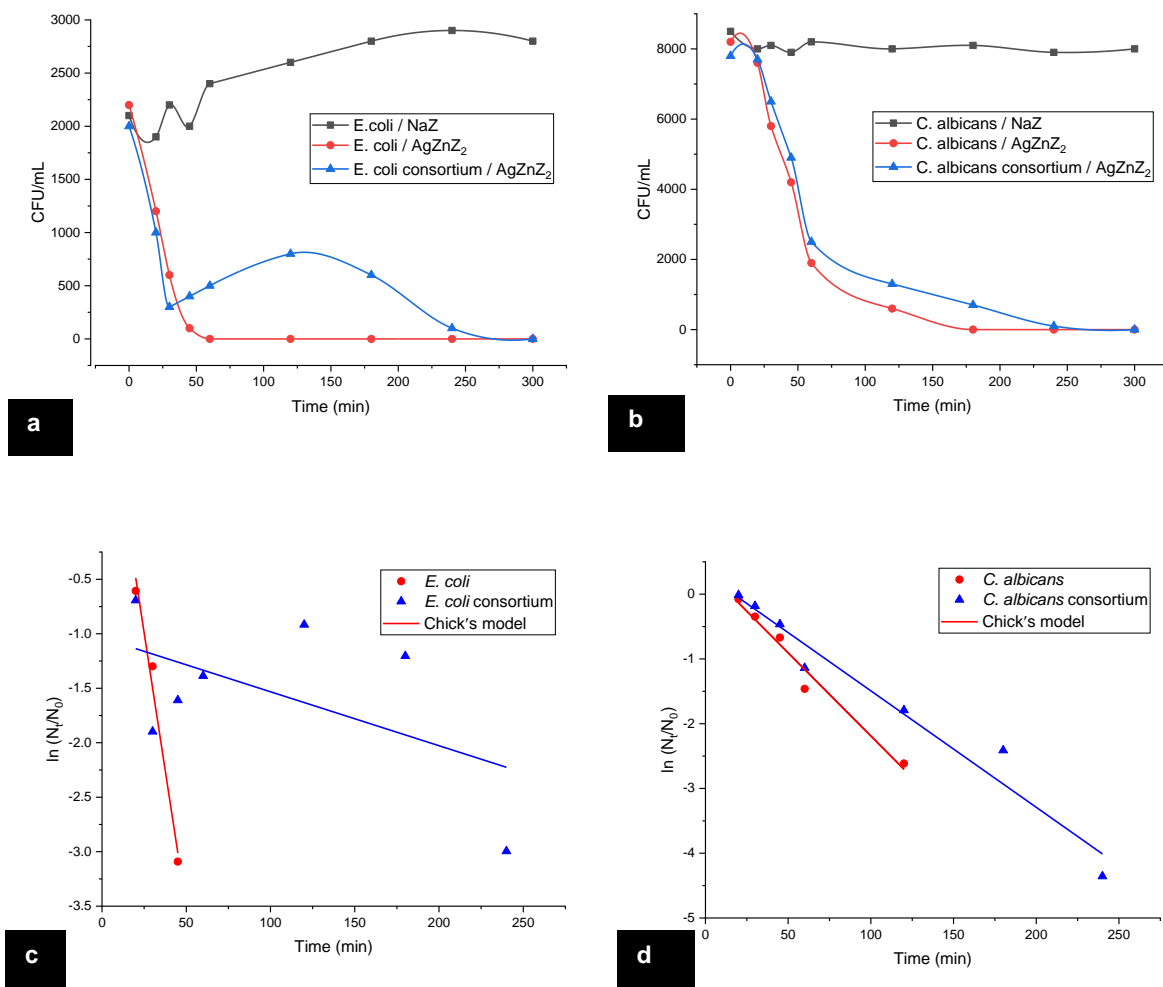 3000
2500
2000
1500
1000
500
0
CFU/mL
E.coli / NaZ
E. coli / AgZnZ₂
E. coli consortium / AgZnZ₂
0 50 100 150 200 250 300
Time (min)
a
8000
6000
4000
2000
0
CFU/mL
C. albicans / NaZ
C. albicans / AgZnZ₂
C. albicans consortium / AgZnZ₂
0 50 100 150 200 250 300
Time (min)
b
-0.5
-1.0
-1.5
-2.0
-2.5
-3.0
-3.5
ln (Nₜ/N₀)
E. coli
E. coli consortium
Chick's model
0 50 100 150 200 250
Time (min)
c
0
-1
-2
-3
-4
-5
ln (Nₜ/N₀)
C. albicans
C. albicans consortium
Chick's model
0 50 100 150 200 250
Time (min)
d